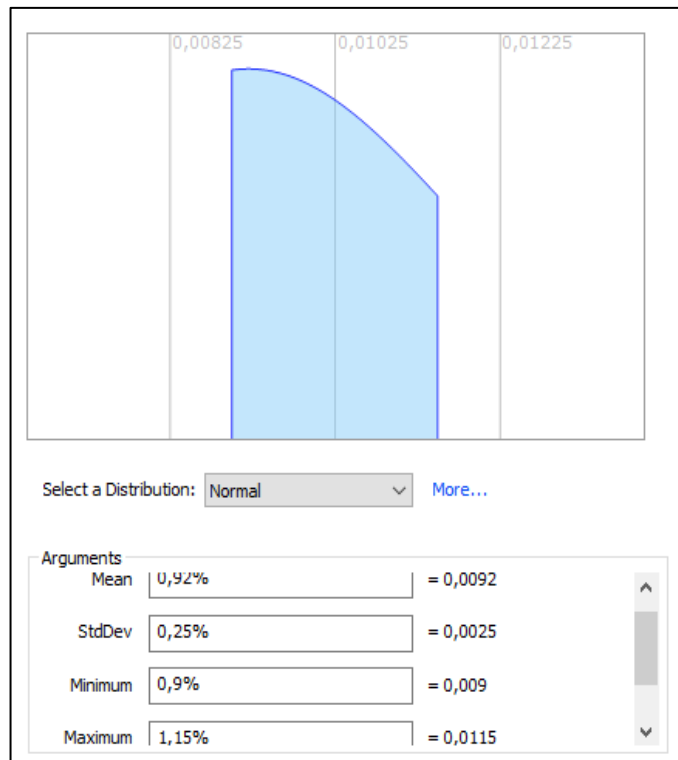 0,00825 0,01025 0,01225
Select a Distribution: Normal More...
Arguments
Mean 0,92% = 0,0092
StdDev 0,25% = 0,0025
Minimum 0,9% = 0,009
Maximum 1,15% = 0,0115